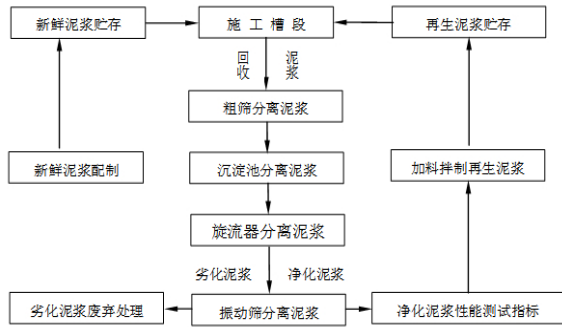 新鲜泥浆贮存
施工槽段
再生泥浆贮存
回收
泥浆
粗筛分离泥浆
新鲜泥浆配制
沉淀池分离泥浆
加料拌制再生泥浆
旋流器分离泥浆
劣化泥浆
净化泥浆
劣化泥浆废弃处理
振动筛分离泥浆
净化泥浆性能测试指标